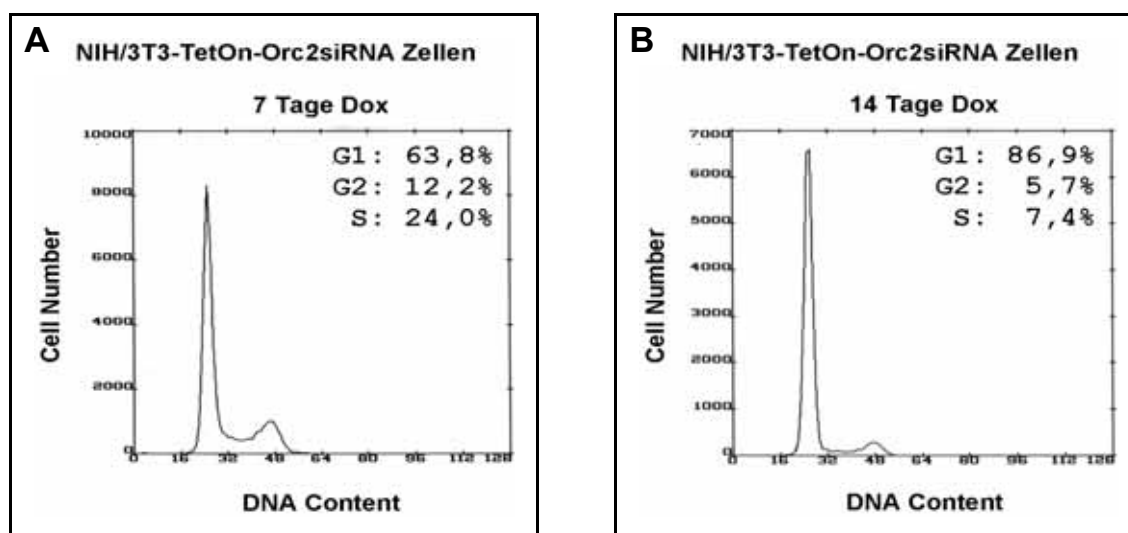 A
NIH/3T3-TetOn-Orc2siRNA Zellen
7 Tage Dox
10000
8000
6000
4000
2000
0
G1: 63,8%
G2: 12,2%
S: 24,0%
Cell Number
0 16 32 48 64 80 96 112 128
DNA Content
B
NIH/3T3-TetOn-Orc2siRNA Zellen
14 Tage Dox
7000
6000
5000
4000
3000
2000
1000
0
G1: 86,9%
G2: 5,7%
S: 7,4%
Cell Number
0 16 32 48 64 80 96 112 128
DNA Content